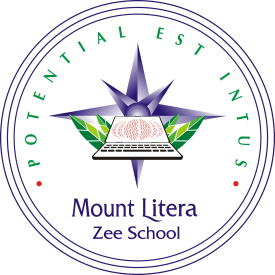 • POTENTIAL EST INTUS •
Mount Litera
Zee School